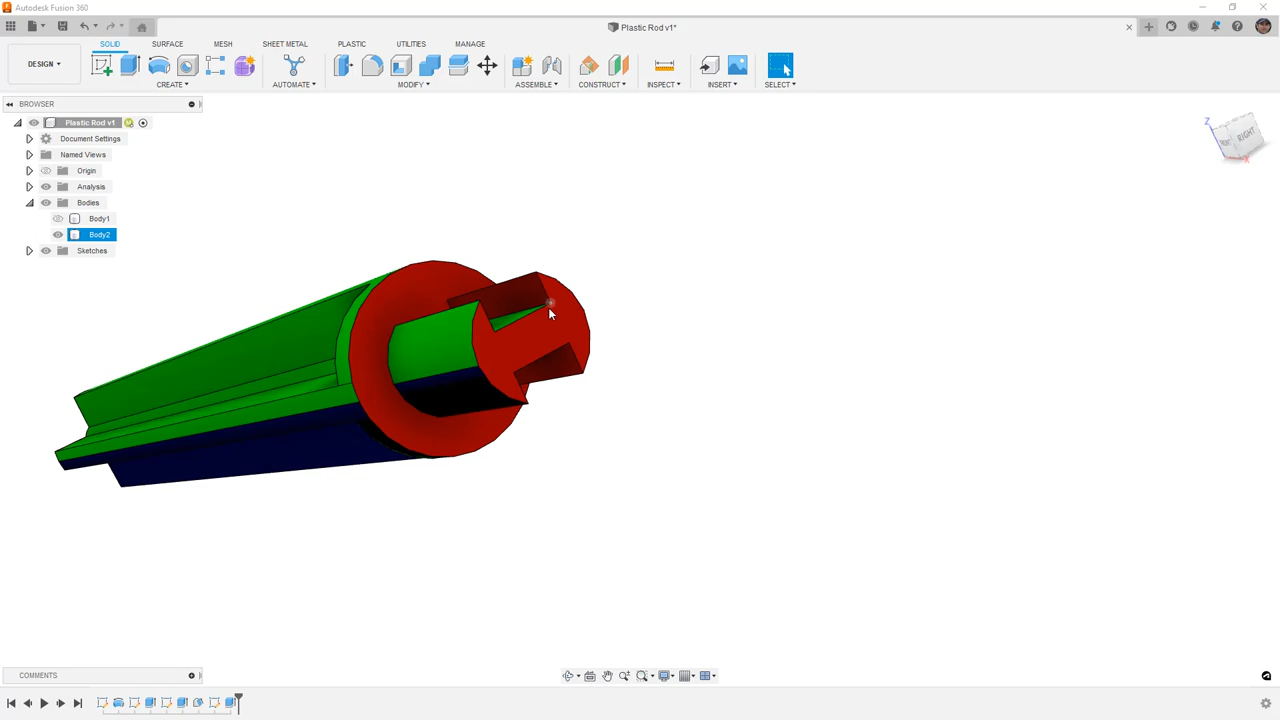 Autodesk Fusion 360
Plastic Rod v1*
SOLID SURFACE MESH SHEET METAL PLASTIC UTILITIES MANAGE
DESIGN
CREATE AUTOMATE MODIFY ASSEMBLE CONSTRUCT INSPECT INSERT SELECT
BROWSER
Plastic Rod v1
Document Settings
Named Views
Origin
Analysis
Bodies
Body1
Body2
Sketches
Z
RIGHT
X
COMMENTS